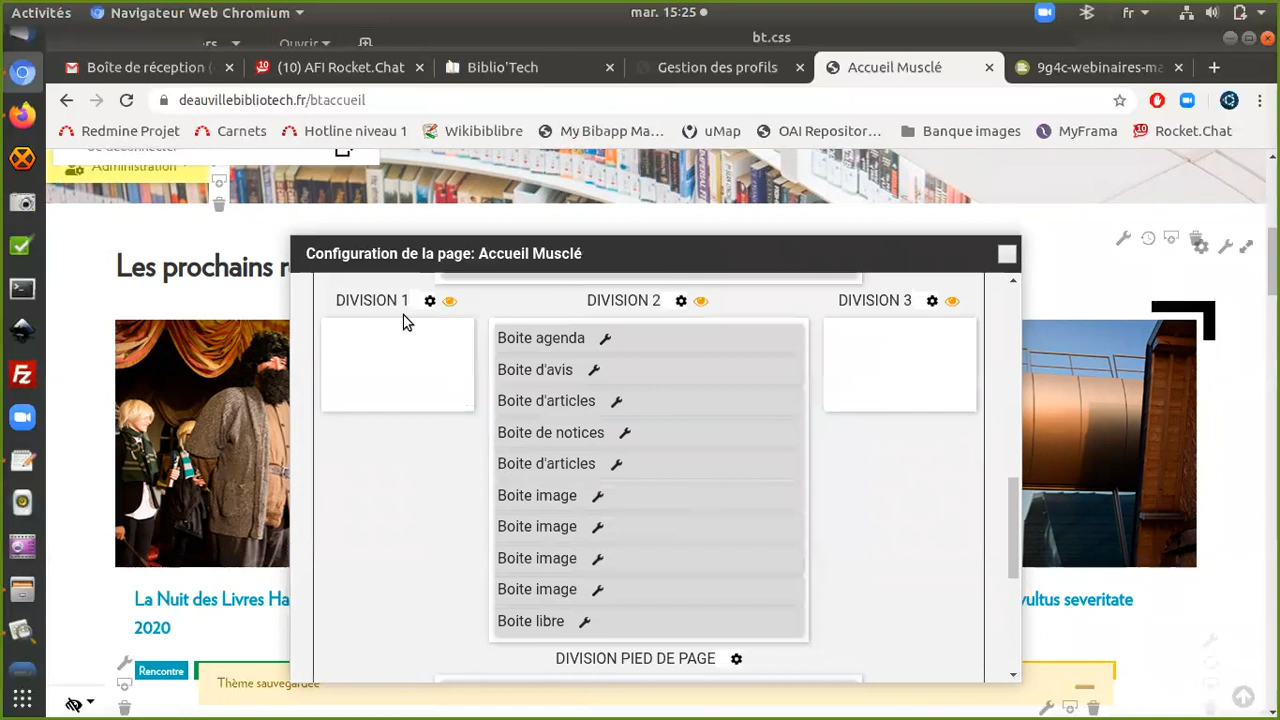 Activités Navigateur Web Chromium mar. 15:25 fr
Ouvrir bt.css
Boîte de réception ( (10) AFI Rocket.Chat Biblio'Tech Gestion des profils Accueil Musclé 9g4c-webinaires-ma
deauvillebibliotech.fr/btaccueil
Redmine Projet Carnets Hotline niveau 1 Wikibiblibre My Bibapp Ma... uMap OAI Repositor... Banque images MyFrama Rocket.Chat
Se déconnecter
Administration
Configuration de la page: Accueil Musclé
Les prochains r
DIVISION 1 DIVISION 2 DIVISION 3
Boite agenda
Boite d'avis
Boite d'articles
Boite de notices
Boite d'articles
Boite image
Boite image
Boite image
Boite image
Boite libre
DIVISION PIED DE PAGE
La Nuit des Livres Ha
2020
vultus severitate
Rencontre
Thème sauvegardée